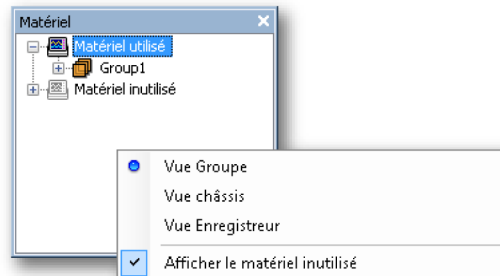 Matériel
Matériel utilisé
Group1
Matériel inutilisé
Vue Groupe
Vue châssis
Vue Enregistreur
Afficher le matériel inutilisé